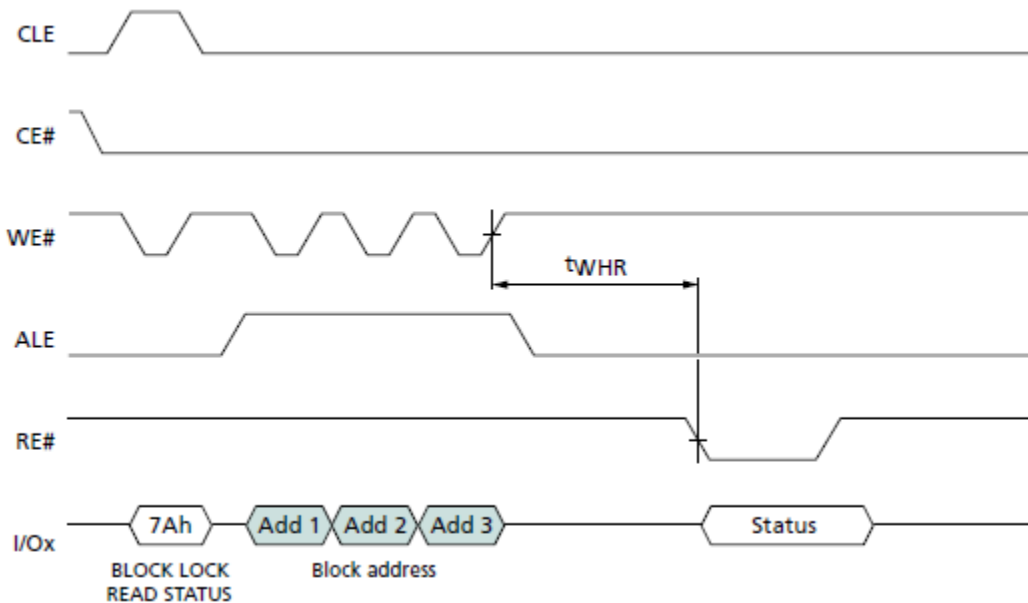 CLE
CE#
WE#
tWHR
ALE
RE#
I/Ox
7Ah
Add 1
Add 2
Add 3
Status
BLOCK LOCK
READ STATUS
Block address